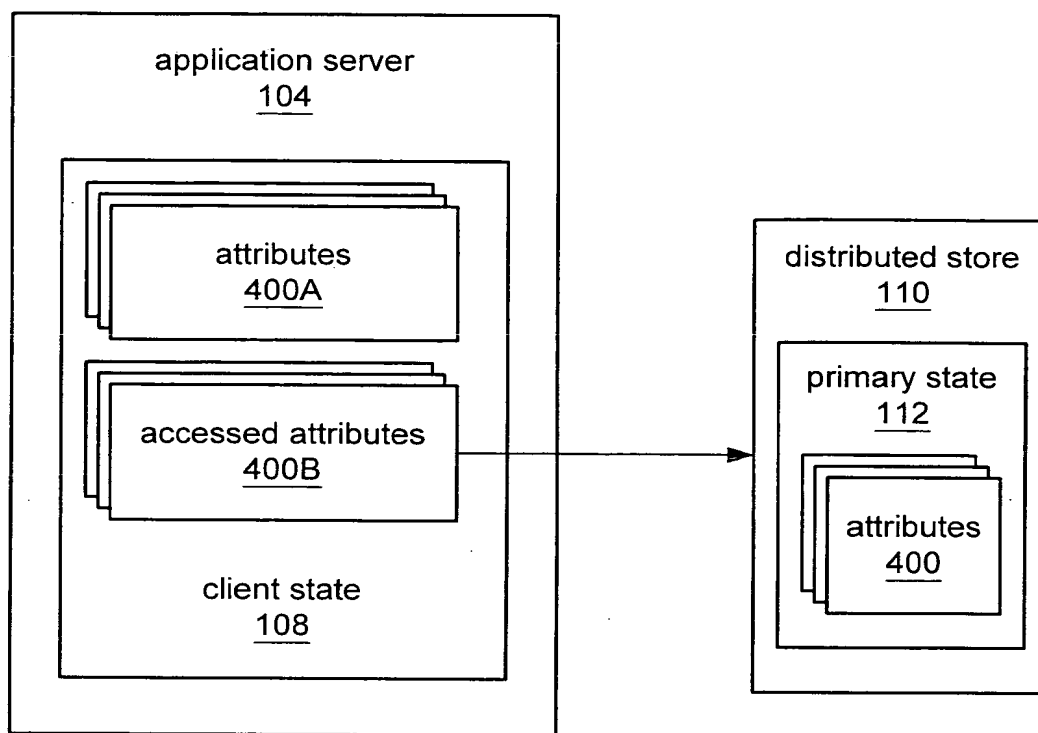 application server
104
attributes
400A
accessed attributes
400B
client state
108
distributed store
110
primary state
112
attributes
400